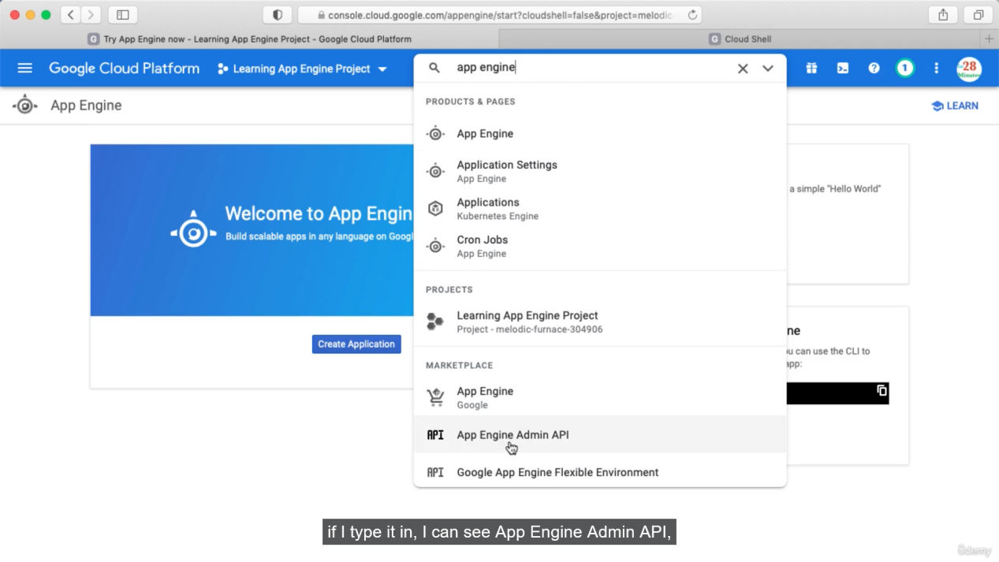 console.cloud.google.com/appengine/start?cloudshell=false&project=melodic-
G Try App Engine now - Learning App Engine Project - Google Cloud Platform
G Cloud Shell
Google Cloud Platform
Learning App Engine Project
app engine
1
28
Minutes
App Engine
LEARN
PRODUCTS & PAGES
App Engine
Application Settings
App Engine
Applications
Kubernetes Engine
Cron Jobs
App Engine
PROJECTS
Learning App Engine Project
Project - melodic-furnace-304906
MARKETPLACE
App Engine
Google
API App Engine Admin API
API Google App Engine Flexible Environment
Welcome to App Engin
Build scalable apps in any language on Googl
Create Application
a simple "Hello World"
ne
u can use the CLI to
app:
if I type it in, I can see App Engine Admin API,
ûdemy